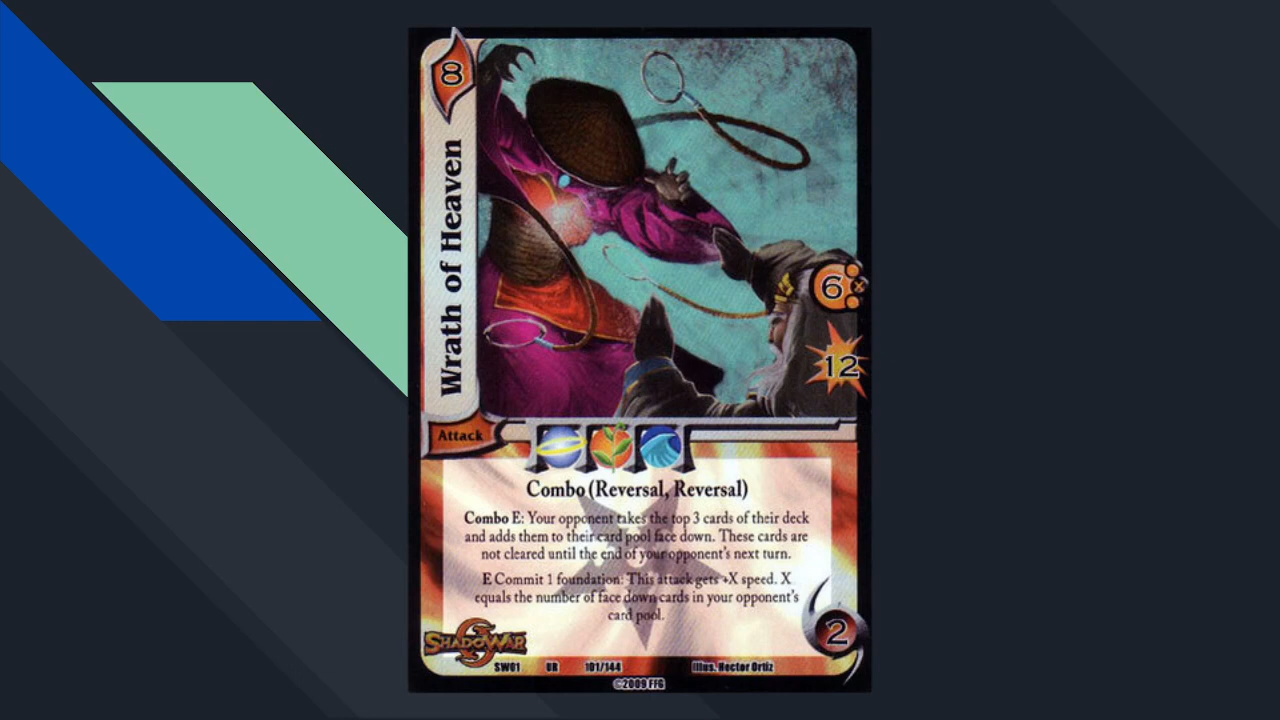 8
Wrath of Heaven
6
12
Attack
Combo (Reversal, Reversal)
Combo E: Your opponent takes the top 3 cards of their deck
and adds them to their card pool face down. These cards are
not cleared until the end of your opponent's next turn.
E Commit 1 foundation: This attack gets +X speed. X
equals the number of face down cards in your opponent's
card pool.
2
SHADOWAR
SW01 UR 101/144 Illus. Hector Ortiz
©2009 FFG